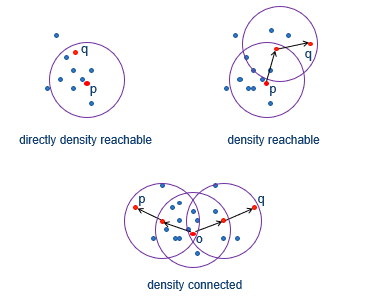 q
p
directly density reachable
q
p
density reachable
p
q
o
density connected